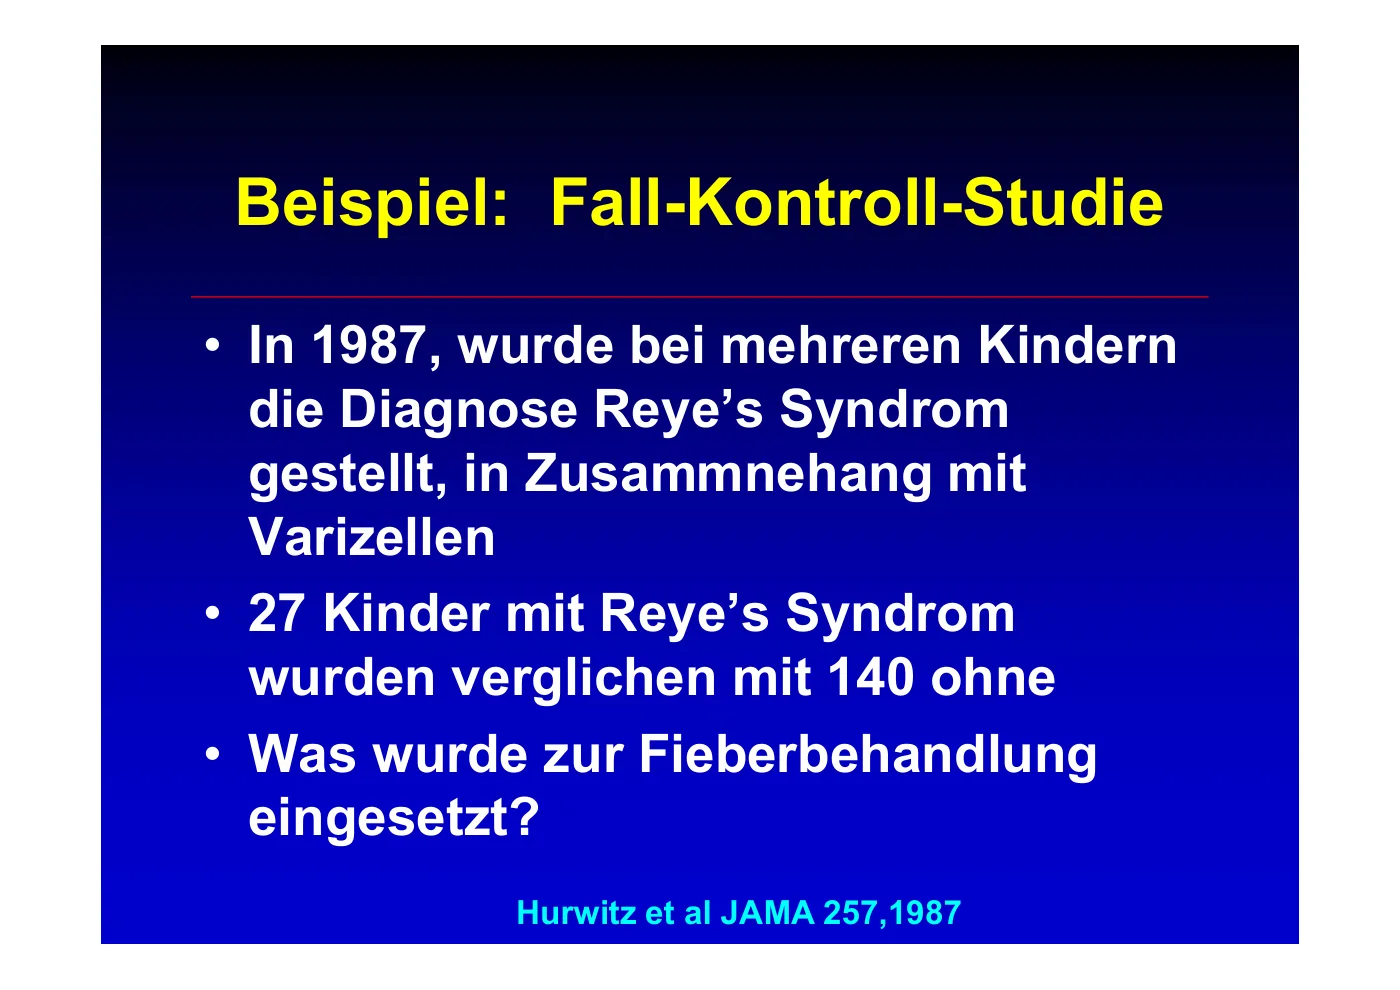 Beispiel: Fall-Kontroll-Studie
• In 1987, wurde bei mehreren Kindern
die Diagnose Reye’s Syndrom
gestellt, in Zusammnehang mit
Varizellen
• 27 Kinder mit Reye’s Syndrom
wurden verglichen mit 140 ohne
• Was wurde zur Fieberbehandlung
eingesetzt?
Hurwitz et al JAMA 257,1987